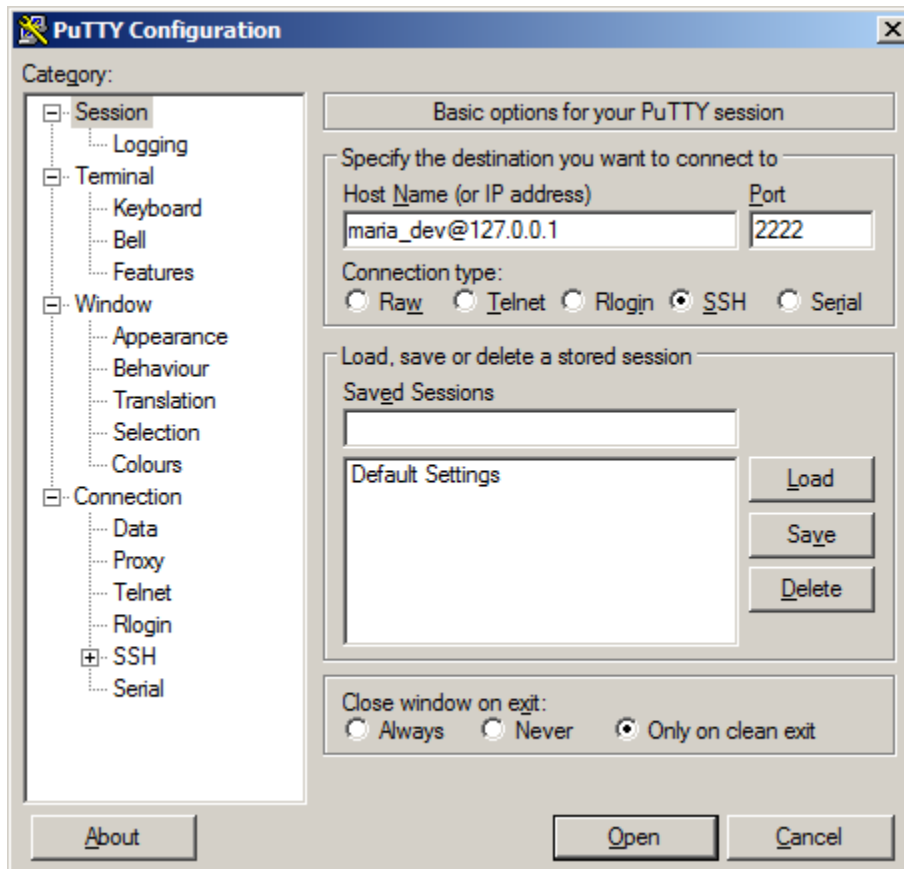 PuTTY Configuration
Category:
Session
Logging
Terminal
Keyboard
Bell
Features
Window
Appearance
Behaviour
Translation
Selection
Colours
Connection
Data
Proxy
Telnet
Rlogin
SSH
Serial
Basic options for your PuTTY session
Specify the destination you want to connect to
Host Name (or IP address) Port
maria_dev@127.0.0.1 2222
Connection type:
Raw Telnet Rlogin SSH Serial
Load, save or delete a stored session
Saved Sessions
Default Settings
Load
Save
Delete
Close window on exit:
Always Never Only on clean exit
About Open Cancel